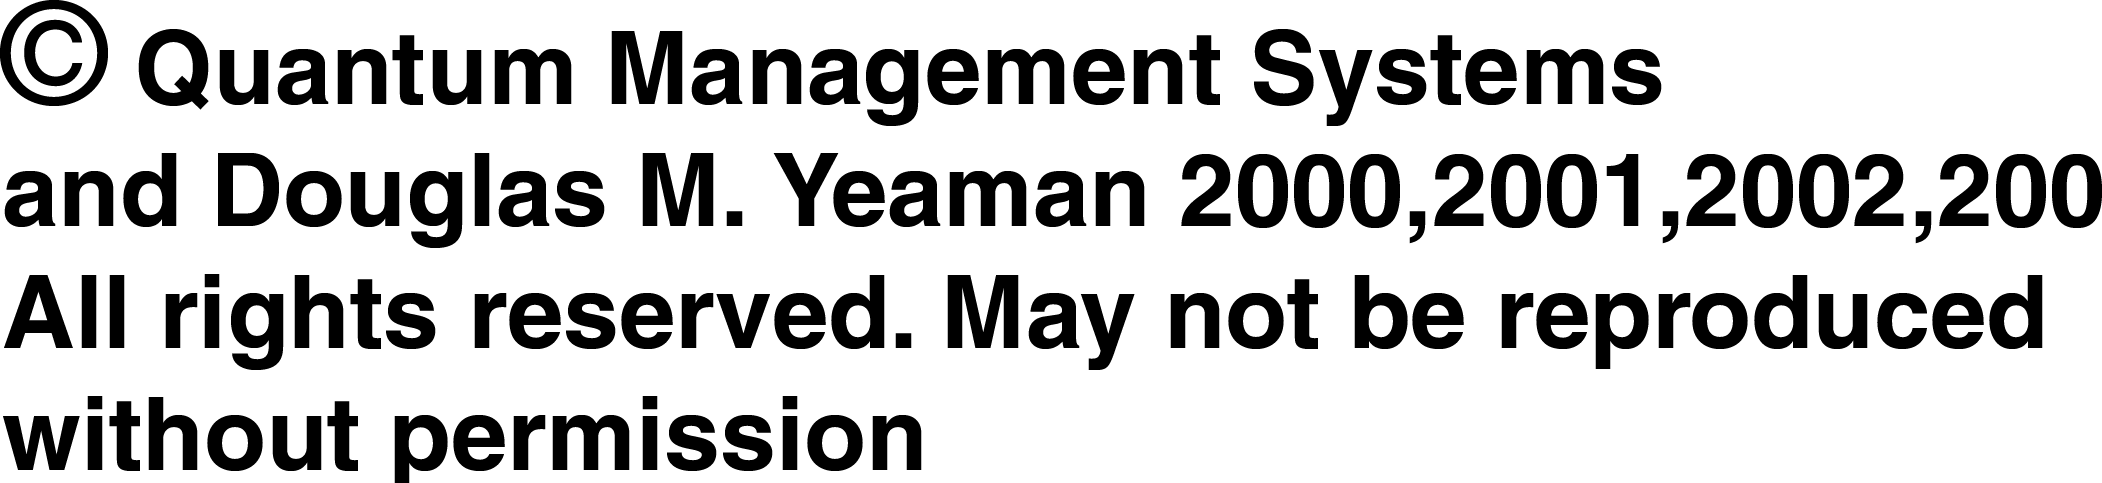 © Quantum Management Systems
and Douglas M. Yeaman 2000,2001,2002,200
All rights reserved. May not be reproduced
without permission